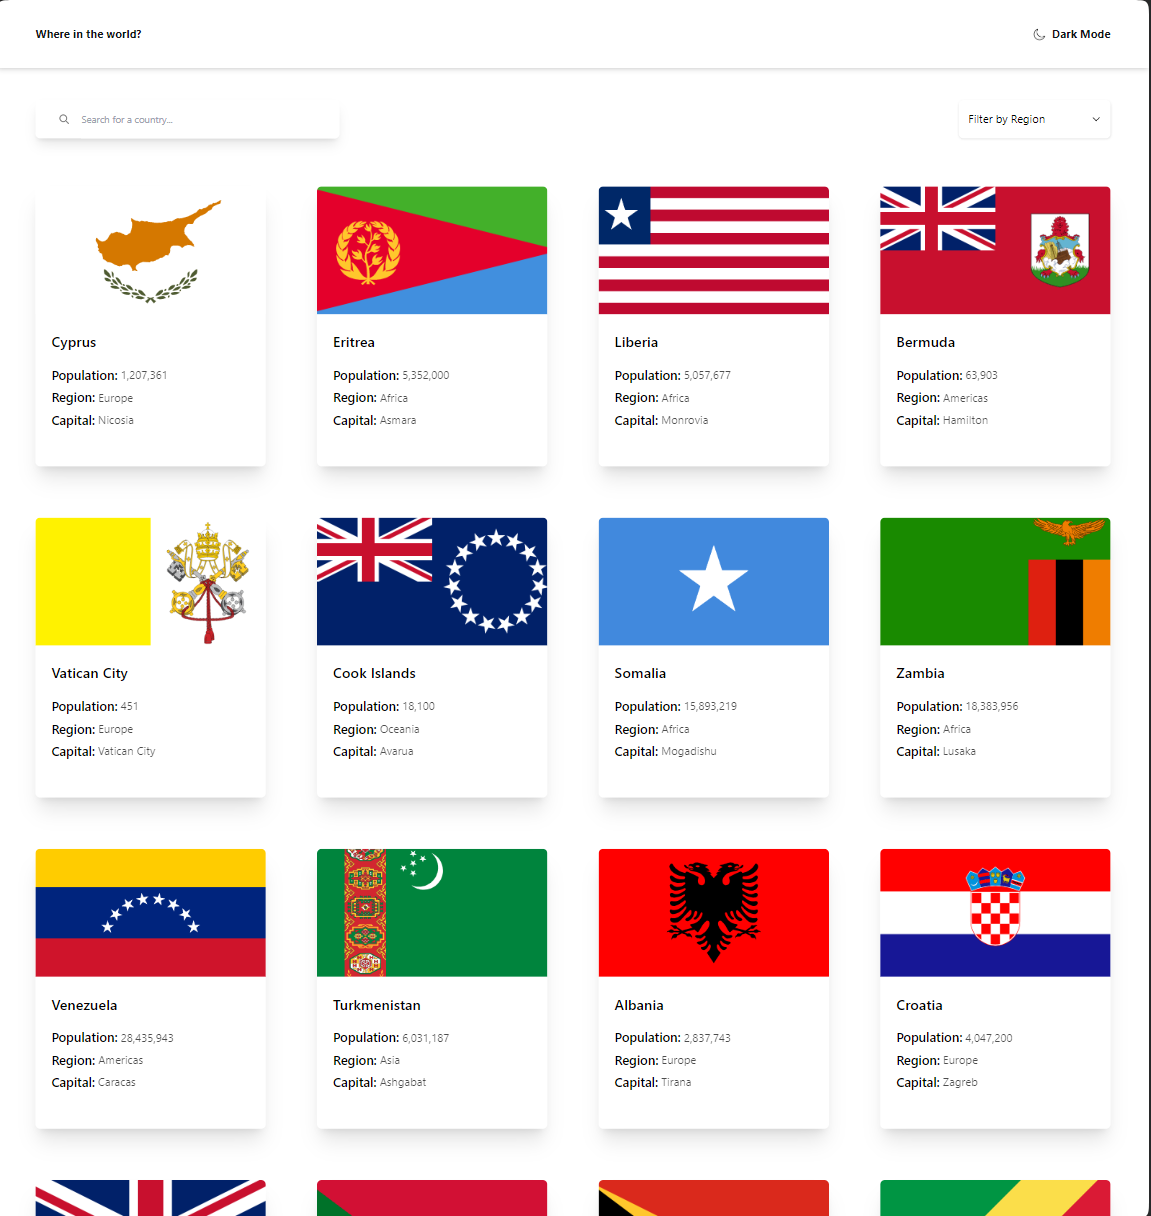 Where in the world?
Dark Mode
Search for a country...
Filter by Region
Cyprus
Population: 1,207,361
Region: Europe
Capital: Nicosia
Eritrea
Population: 5,352,000
Region: Africa
Capital: Asmara
Liberia
Population: 5,057,677
Region: Africa
Capital: Monrovia
Bermuda
Population: 63,903
Region: Americas
Capital: Hamilton
Vatican City
Population: 451
Region: Europe
Capital: Vatican City
Cook Islands
Population: 18,100
Region: Oceania
Capital: Avarua
Somalia
Population: 15,893,219
Region: Africa
Capital: Mogadishu
Zambia
Population: 18,383,956
Region: Africa
Capital: Lusaka
Venezuela
Population: 28,435,943
Region: Americas
Capital: Caracas
Turkmenistan
Population: 6,031,187
Region: Asia
Capital: Ashgabat
Albania
Population: 2,837,743
Region: Europe
Capital: Tirana
Croatia
Population: 4,047,200
Region: Europe
Capital: Zagreb